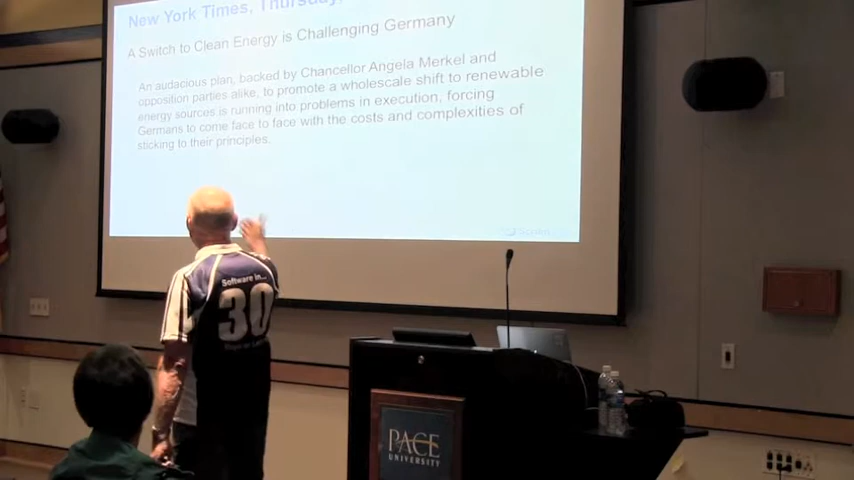 New York Times, Thursday,
A Switch to Clean Energy is Challenging Germany
An audacious plan, backed by Chancellor Angela Merkel and
opposition parties alike, to promote a wholescale shift to renewable
energy sources is running into problems in execution, forcing
Germans to come face to face with the costs and complexities of
sticking to their principles.
Software in...
30
PACE
UNIVERSITY